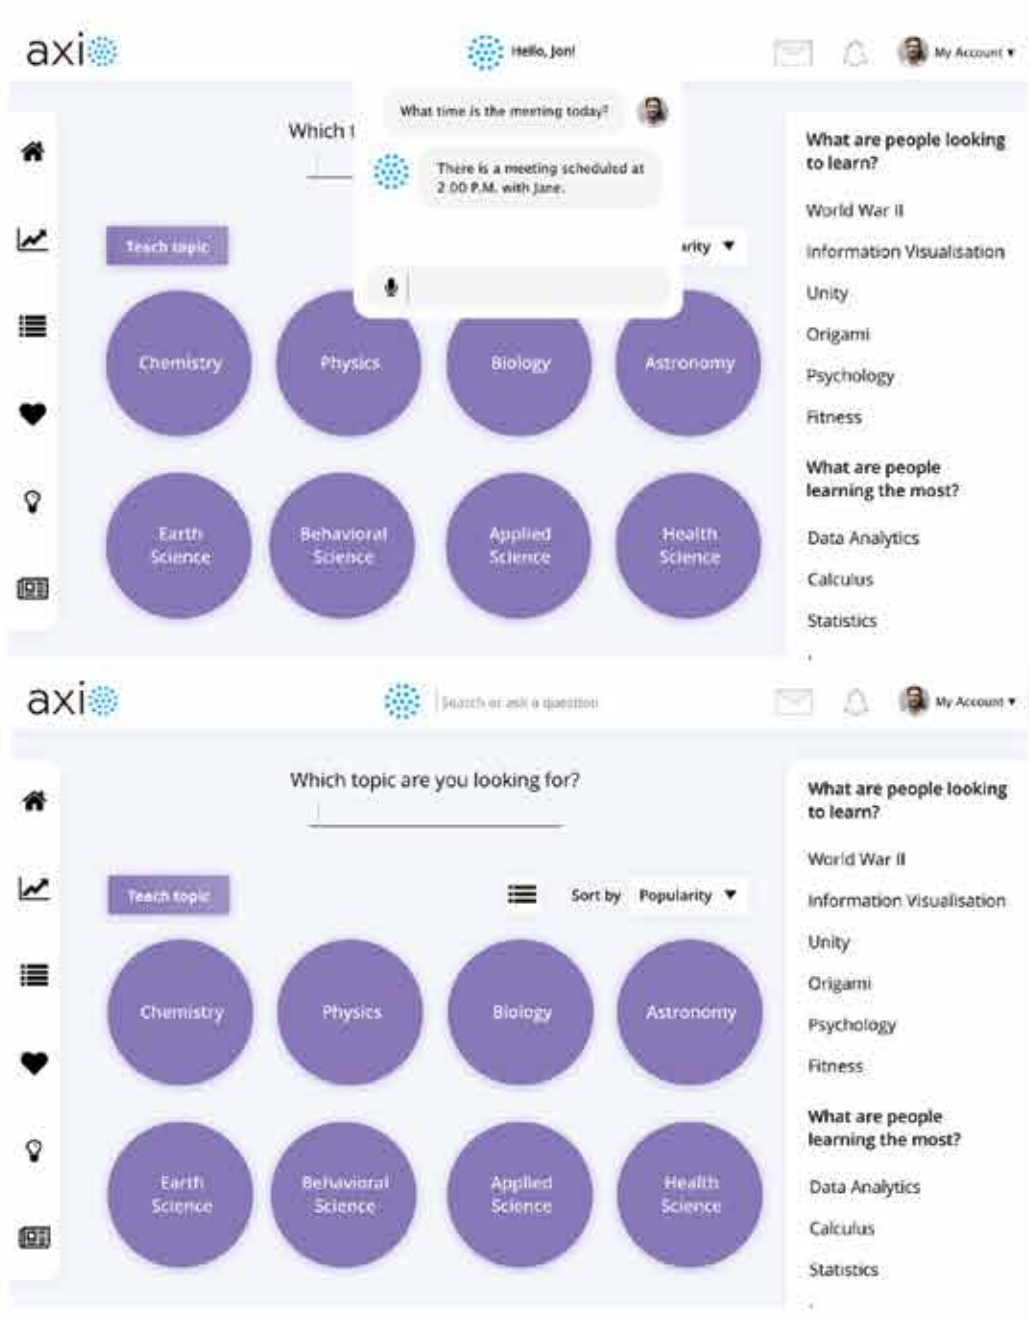 axio
Hello, Jon!
My Account ▼
What time is the meeting today?
Which t
There is a meeting scheduled at
2:00 P.M. with Jane.
Teach topic
arity ▼
Chemistry
Physics
Biology
Astronomy
Earth
Science
Behavioral
Science
Applied
Science
Health
Science
What are people looking
to learn?
World War II
Information Visualisation
Unity
Origami
Psychology
Fitness
What are people
learning the most?
Data Analytics
Calculus
Statistics
axio
Search or ask a question
My Account ▼
Which topic are you looking for?
Teach topic
Sort by Popularity ▼
Chemistry
Physics
Biology
Astronomy
Earth
Science
Behavioral
Science
Applied
Science
Health
Science
What are people looking
to learn?
World War II
Information Visualisation
Unity
Origami
Psychology
Fitness
What are people
learning the most?
Data Analytics
Calculus
Statistics